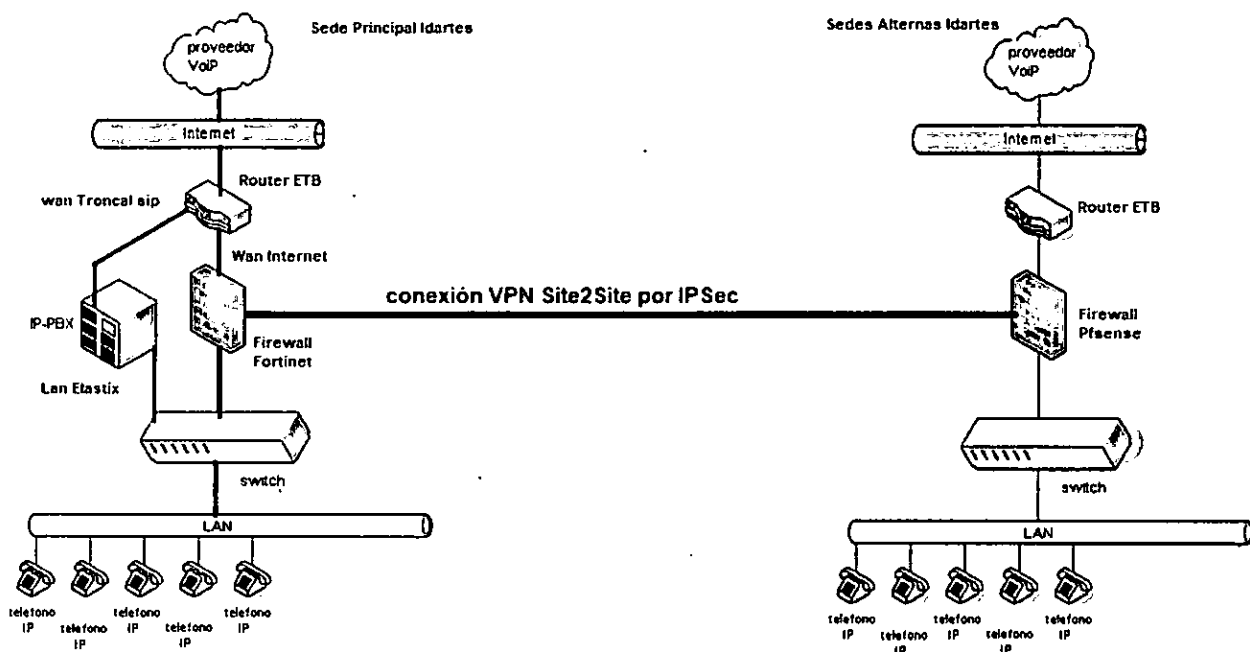 Sede Principal Idartes
proveedor
VoIP
Internet
Router ETB
wan Troncal sip
Wan Internet
IP-PBX
Firewall
Fortinet
Lan Elastix
switch
LAN
telefono
IP
telefono
IP
telefono
IP
telefono
IP
telefono
IP
conexión VPN Site2Site por IPSec
Sedes Alternas Idartes
proveedor
VoIP
Internet
Router ETB
Firewall
Pfsense
switch
LAN
telefono
IP
telefono
IP
telefono
IP
telefono
IP
telefono
IP